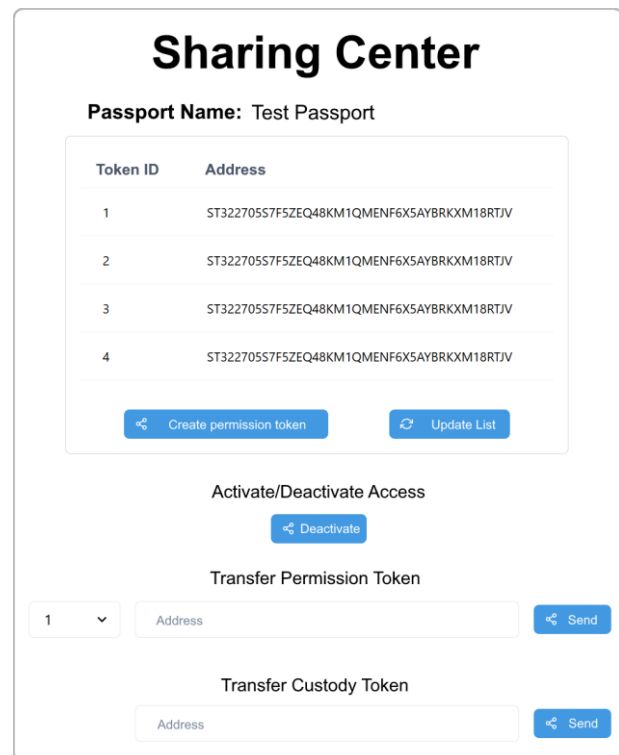 Sharing Center
Passport Name: Test Passport
Token ID Address
1 ST322705S7F5ZEQ48KM1QMENF6X5AYBRKXM18RTJV
2 ST322705S7F5ZEQ48KM1QMENF6X5AYBRKXM18RTJV
3 ST322705S7F5ZEQ48KM1QMENF6X5AYBRKXM18RTJV
4 ST322705S7F5ZEQ48KM1QMENF6X5AYBRKXM18RTJV
Create permission token Update List
Activate/Deactivate Access
Deactivate
Transfer Permission Token
1 Address Send
Transfer Custody Token
Address Send